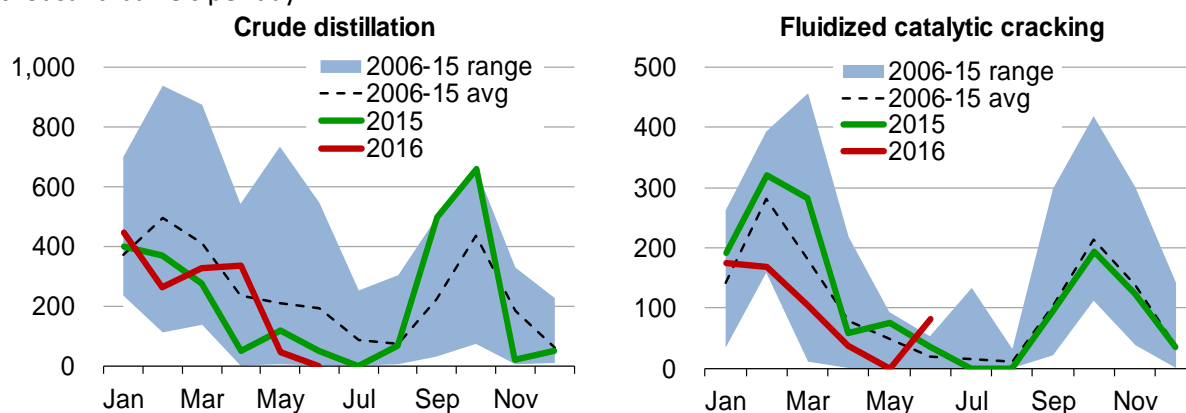 Crude distillation
1,000
800
600
400
200
0
2006-15 range
2006-15 avg
2015
2016
Jan Mar May Jul Sep Nov
Fluidized catalytic cracking
500
400
300
200
100
0
2006-15 range
2006-15 avg
2015
2016
Jan Mar May Jul Sep Nov